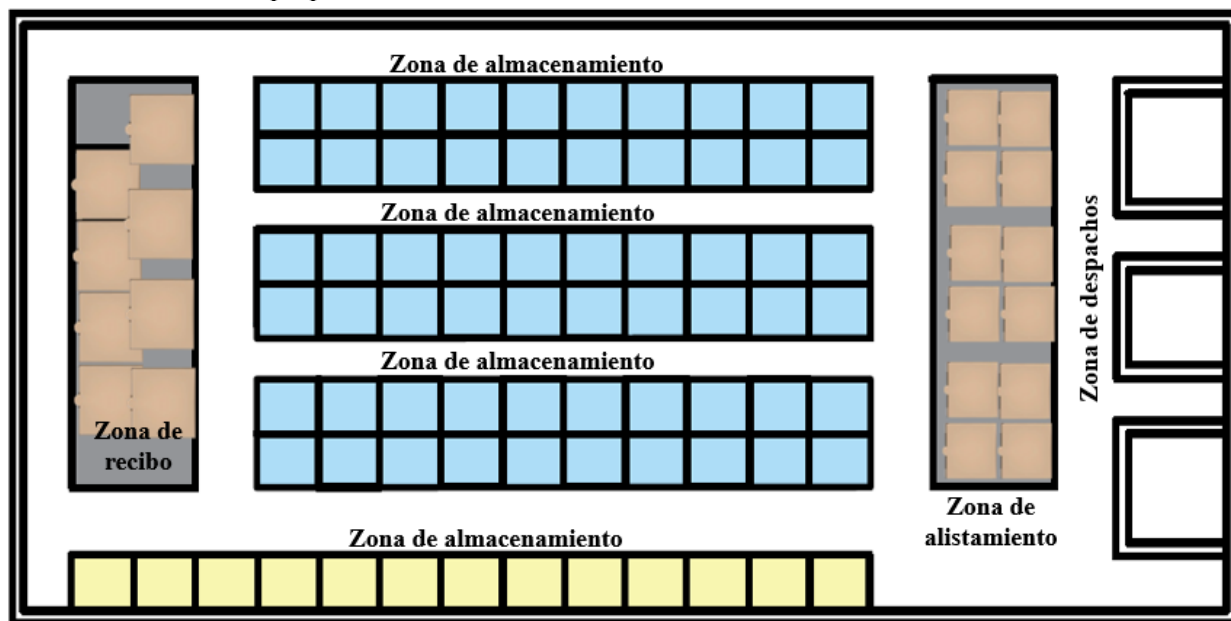 Zona de almacenamiento
Zona de almacenamiento
Zona de almacenamiento
Zona de
recibo
Zona de despachos
Zona de
alistamiento
Zona de almacenamiento